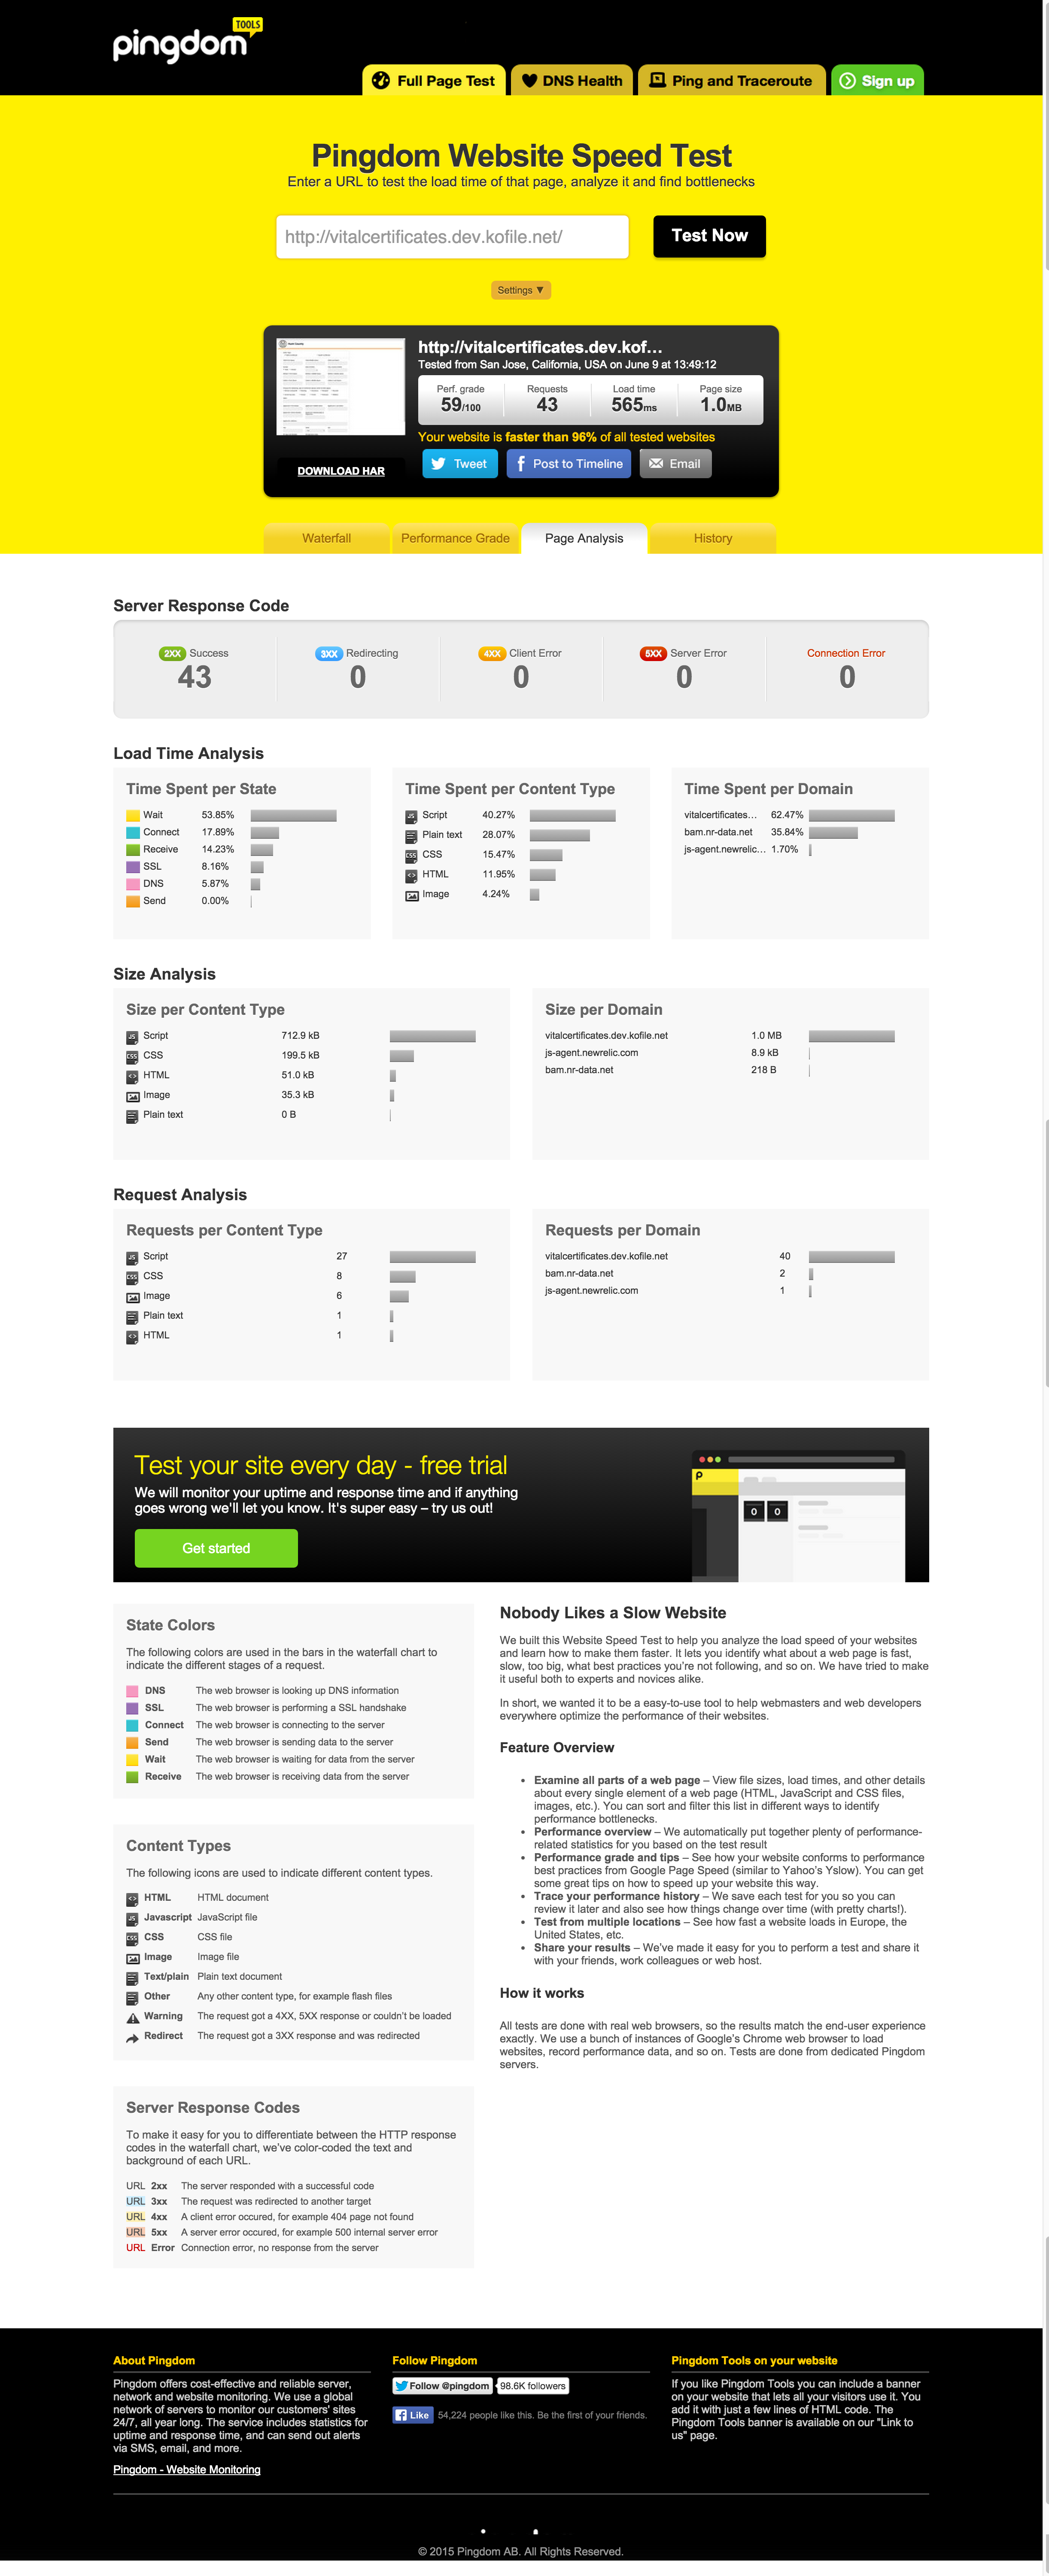 pingdom TOOLS
Full Page Test
DNS Health
Ping and Traceroute
Sign up
Pingdom Website Speed Test
Enter a URL to test the load time of that page, analyze it and find bottlenecks
http://vitalcertificates.dev.kofile.net/
Test Now
Settings ▼
http://vitalcertificates.dev.kof...
Tested from San Jose, California, USA on June 9 at 13:49:12
Perf. grade Requests Load time Page size
59/100 43 565ms 1.0MB
Your website is faster than 96% of all tested websites
DOWNLOAD HAR
Tweet Post to Timeline Email
Waterfall Performance Grade Page Analysis History
Server Response Code
2XX Success 3XX Redirecting 4XX Client Error 5XX Server Error Connection Error
43 0 0 0 0
Load Time Analysis
Time Spent per State
Wait 53.85%
Connect 17.89%
Receive 14.23%
SSL 8.16%
DNS 5.87%
Send 0.00%
Time Spent per Content Type
Script 40.27%
Plain text 28.07%
CSS 15.47%
HTML 11.95%
Image 4.24%
Time Spent per Domain
vitalcertificates... 62.47%
bam.nr-data.net 35.84%
js-agent.newrelic... 1.70%
Size Analysis
Size per Content Type
Script 712.9 kB
CSS 199.5 kB
HTML 51.0 kB
Image 35.3 kB
Plain text 0 B
Size per Domain
vitalcertificates.dev.kofile.net 1.0 MB
js-agent.newrelic.com 8.9 kB
bam.nr-data.net 218 B
Request Analysis
Requests per Content Type
Script 27
CSS 8
Image 6
Plain text 1
HTML 1
Requests per Domain
vitalcertificates.dev.kofile.net 40
bam.nr-data.net 2
js-agent.newrelic.com 1
Test your site every day - free trial
We will monitor your uptime and response time and if anything
goes wrong we'll let you know. It's super easy – try us out!
Get started
0 0
State Colors
The following colors are used in the bars in the waterfall chart to
indicate the different stages of a request.
DNS The web browser is looking up DNS information
SSL The web browser is performing a SSL handshake
Connect The web browser is connecting to the server
Send The web browser is sending data to the server
Wait The web browser is waiting for data from the server
Receive The web browser is receiving data from the server
Content Types
The following icons are used to indicate different content types.
HTML HTML document
Javascript JavaScript file
CSS CSS file
Image Image file
Text/plain Plain text document
Other Any other content type, for example flash files
Warning The request got a 4XX, 5XX response or couldn't be loaded
Redirect The request got a 3XX response and was redirected
Server Response Codes
To make it easy for you to differentiate between the HTTP response
codes in the waterfall chart, we've color-coded the text and
background of each URL.
URL 2xx The server responded with a successful code
URL 3xx The request was redirected to another target
URL 4xx A client error occured, for example 404 page not found
URL 5xx A server error occured, for example 500 internal server error
URL Error Connection error, no response from the server
Nobody Likes a Slow Website
We built this Website Speed Test to help you analyze the load speed of your websites
and learn how to make them faster. It lets you identify what about a web page is fast,
slow, too big, what best practices you're not following, and so on. We have tried to make
it useful both to experts and novices alike.
In short, we wanted it to be a easy-to-use tool to help webmasters and web developers
everywhere optimize the performance of their websites.
Feature Overview
• Examine all parts of a web page – View file sizes, load times, and other details
about every single element of a web page (HTML, JavaScript and CSS files,
images, etc.). You can sort and filter this list in different ways to identify
performance bottlenecks.
• Performance overview – We automatically put together plenty of performance-
related statistics for you based on the test result
• Performance grade and tips – See how your website conforms to performance
best practices from Google Page Speed (similar to Yahoo's Yslow). You can get
some great tips on how to speed up your website this way.
• Trace your performance history – We save each test for you so you can
review it later and also see how things change over time (with pretty charts!).
• Test from multiple locations – See how fast a website loads in Europe, the
United States, etc.
• Share your results – We've made it easy for you to perform a test and share it
with your friends, work colleagues or web host.
How it works
All tests are done with real web browsers, so the results match the end-user experience
exactly. We use a bunch of instances of Google's Chrome web browser to load
websites, record performance data, and so on. Tests are done from dedicated Pingdom
servers.
About Pingdom
Pingdom offers cost-effective and reliable server,
network and website monitoring. We use a global
network of servers to monitor our customers' sites
24/7, all year long. The service includes statistics for
uptime and response time, and can send out alerts
via SMS, email, and more.
Pingdom - Website Monitoring
Follow Pingdom
Follow @pingdom 98.6K followers
Like 54,224 people like this. Be the first of your friends.
Pingdom Tools on your website
If you like Pingdom Tools you can include a banner
on your website that lets all your visitors use it. You
add it with just a few lines of HTML code. The
Pingdom Tools banner is available on our "Link to
us" page.
© 2015 Pingdom AB. All Rights Reserved.